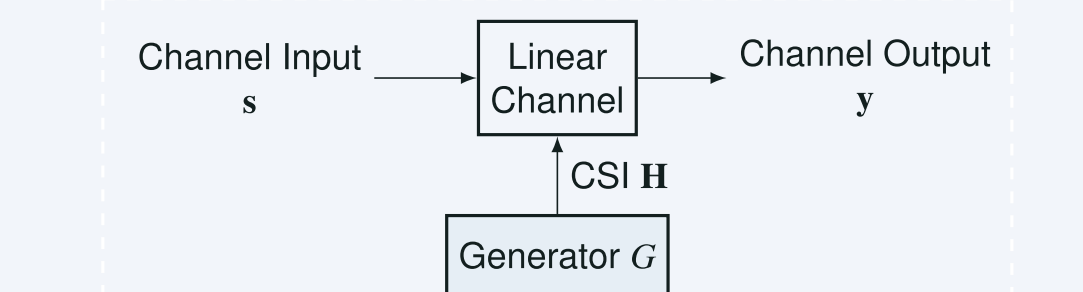 Channel Input
s
Linear
Channel
Channel Output
y
CSI H
Generator G